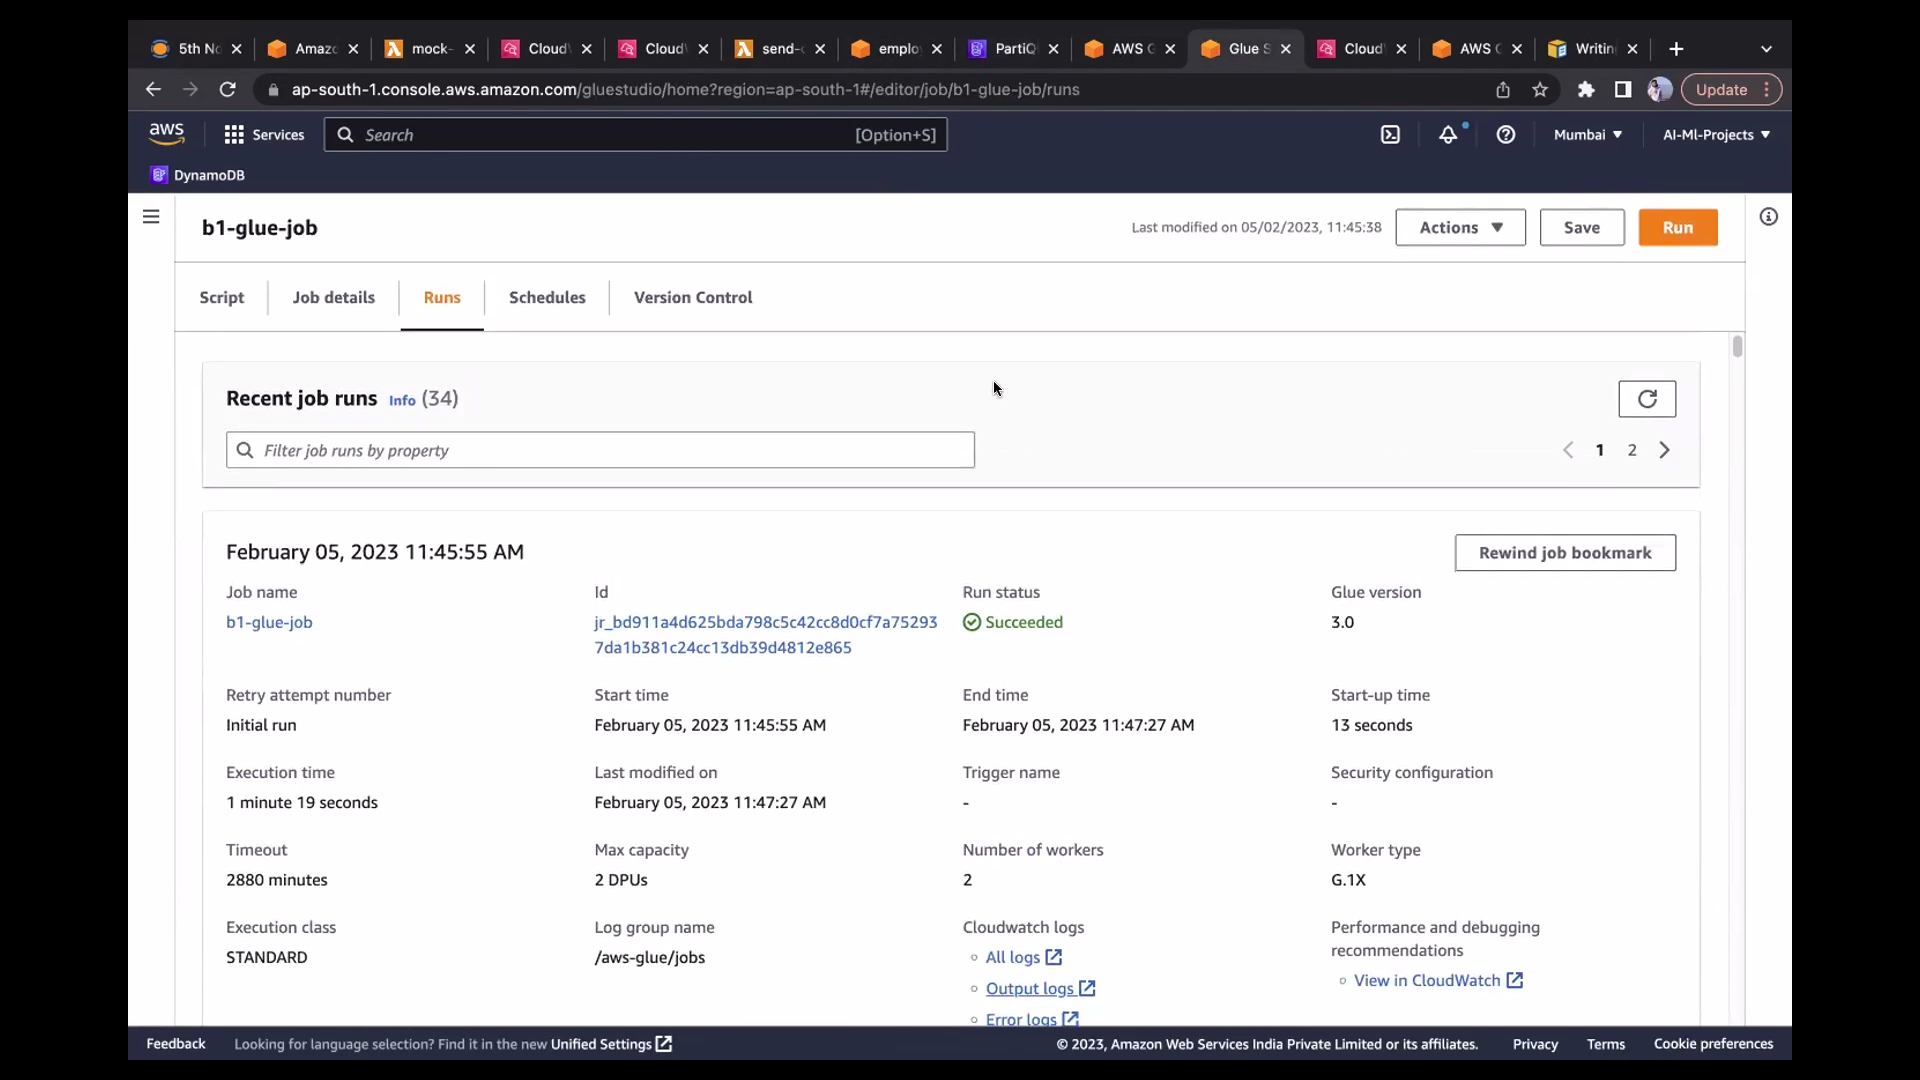 5th No
Amaz
mock-
Cloud
Cloud
send-
emplo
PartiQ
AWS G
Glue S
Cloud
AWS G
Writin
ap-south-1.console.aws.amazon.com/gluestudio/home?region=ap-south-1#/editor/job/b1-glue-job/runs
Update
aws
Services
Search
[Option+S]
Mumbai
AI-Ml-Projects
DynamoDB
b1-glue-job
Last modified on 05/02/2023, 11:45:38
Actions
Save
Run
Script
Job details
Runs
Schedules
Version Control
Recent job runs Info (34)
Filter job runs by property
1 2
February 05, 2023 11:45:55 AM
Rewind job bookmark
Job name
Id
Run status
Glue version
b1-glue-job
jr_bd911a4d625bda798c5c42cc8d0cf7a75293
7da1b381c24cc13db39d4812e865
Succeeded
3.0
Retry attempt number
Start time
End time
Start-up time
Initial run
February 05, 2023 11:45:55 AM
February 05, 2023 11:47:27 AM
13 seconds
Execution time
Last modified on
Trigger name
Security configuration
1 minute 19 seconds
February 05, 2023 11:47:27 AM
-
-
Timeout
Max capacity
Number of workers
Worker type
2880 minutes
2 DPUs
2
G.1X
Execution class
Log group name
Cloudwatch logs
Performance and debugging
recommendations
STANDARD
/aws-glue/jobs
All logs
View in CloudWatch
Output logs
Error logs
Feedback
Looking for language selection? Find it in the new Unified Settings
© 2023, Amazon Web Services India Private Limited or its affiliates.
Privacy
Terms
Cookie preferences